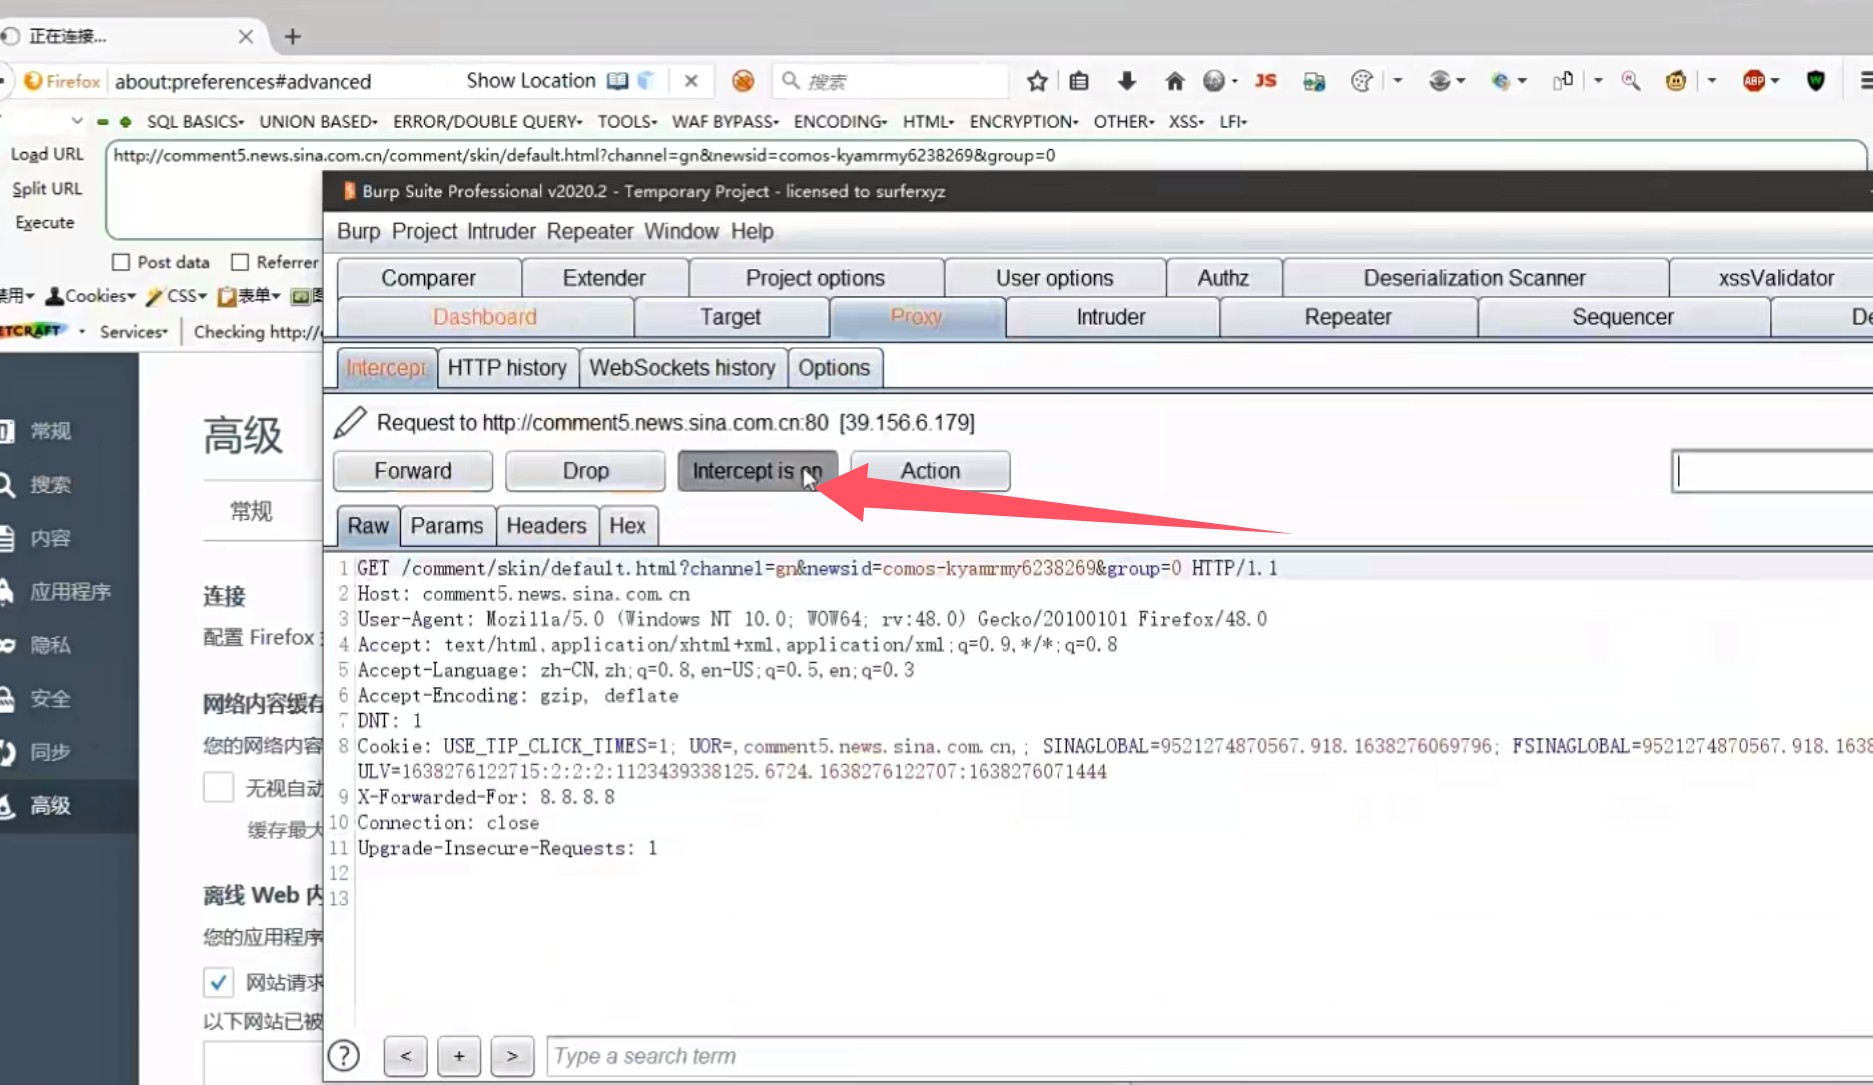 正在连接...
Firefox about:preferences#advanced Show Location 搜索 JS ABP
SQL BASICS UNION BASED ERROR/DOUBLE QUERY TOOLS WAF BYPASS ENCODING HTML ENCRYPTION OTHER XSS LFI
Load URL http://comment5.news.sina.com.cn/comment/skin/default.html?channel=gn&newsid=comos-kyamrmy6238269&group=0
Split URL
Execute
Post data Referrer
禁用 Cookies CSS 表单
ETCRAFT Services Checking http://
常规
搜索
内容
应用程序
隐私
安全
同步
高级
高级
常规
连接
配置 Firefox
网络内容缓存
您的网络内容
无视自动
缓存最大
离线 Web 内
您的应用程序
网站请求
以下网站已被
Burp Suite Professional v2020.2 - Temporary Project - licensed to surferxyz
Burp Project Intruder Repeater Window Help
Comparer Extender Project options User options Authz Deserialization Scanner xssValidator
Dashboard Target Proxy Intruder Repeater Sequencer De
Intercept HTTP history WebSockets history Options
Request to http://comment5.news.sina.com.cn:80 [39.156.6.179]
Forward Drop Intercept is on Action
Raw Params Headers Hex
1 GET /comment/skin/default.html?channel=gn&newsid=comos-kyamrmy6238269&group=0 HTTP/1.1
2 Host: comment5.news.sina.com.cn
3 User-Agent: Mozilla/5.0 (Windows NT 10.0; WOW64; rv:48.0) Gecko/20100101 Firefox/48.0
4 Accept: text/html,application/xhtml+xml,application/xml;q=0.9,*/*;q=0.8
5 Accept-Language: zh-CN,zh;q=0.8,en-US;q=0.5,en;q=0.3
6 Accept-Encoding: gzip, deflate
7 DNT: 1
8 Cookie: USE_TIP_CLICK_TIMES=1; UOR=,comment5.news.sina.com.cn,; SINAGLOBAL=9521274870567.918.1638276069796; FSINAGLOBAL=9521274870567.918.1638
ULV=1638276122715:2:2:2:1123439338125.6724.1638276122707:1638276071444
9 X-Forwarded-For: 8.8.8.8
10 Connection: close
11 Upgrade-Insecure-Requests: 1
12
13
? < + > Type a search term